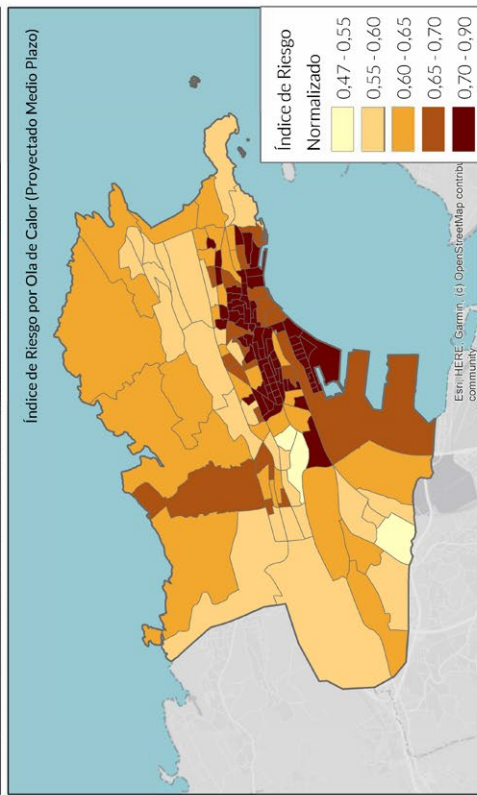 Índice de Riesgo por Ola de Calor (Proyectado Medio Plazo)
Índice de Riesgo
Normalizado
0,47 - 0,55
0,55 - 0,60
0,60 - 0,65
0,65 - 0,70
0,70 - 0,90
Esri, HERE, Garmin, (c) OpenStreetMap contribu
community